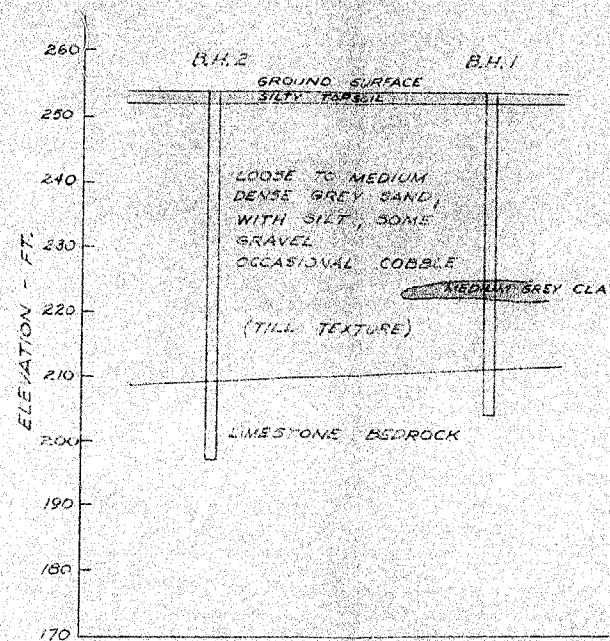 260
B.H. 2
B.H. 1
GROUND SURFACE
SILTY TOPSOIL
250
240
LOOSE TO MEDIUM
DENSE GREY SAND,
WITH SILT, SOME
GRAVEL
OCCASIONAL COBBLE
230
MEDIUM GREY CLA
220
(TILL TEXTURE)
210
LIMESTONE BEDROCK
200
190
180
170
ELEVATION - FT.